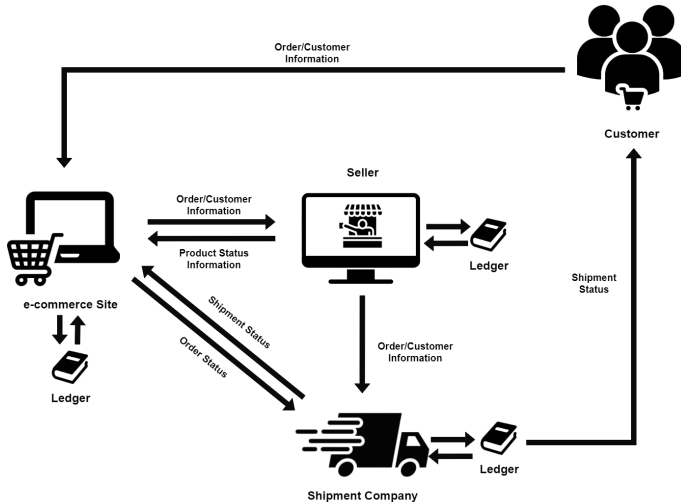 Order/Customer
Information
Customer
Seller
Order/Customer
Information
Product Status
Information
Ledger
Shipment
Status
e-commerce Site
Shipment Status
Order Status
Order/Customer
Information
Ledger
Ledger
Shipment Company